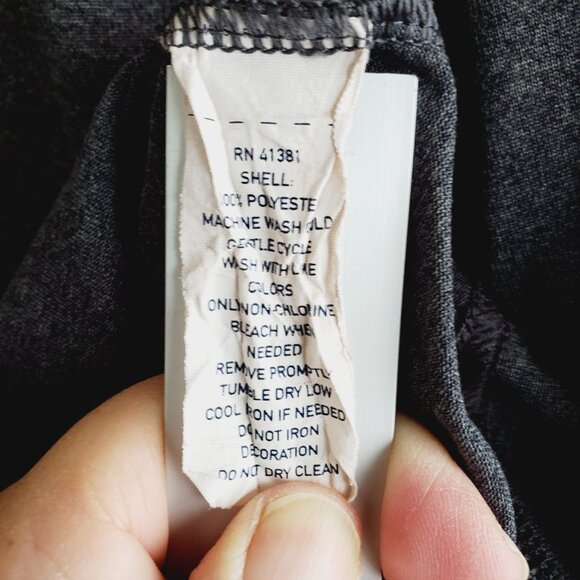 RN 41381
SHELL:
100% POLYESTE
MACHINE WASH COLD
GENTLE CYCLE
WASH WITH LIKE
COLORS
ONLY NON-CHLORINE
BLEACH WHEN
NEEDED
REMOVE PROMPTLY
TUMBLE DRY LOW
COOL IRON IF NEEDED
DO NOT IRON
DECORATION
DO NOT DRY CLEAN